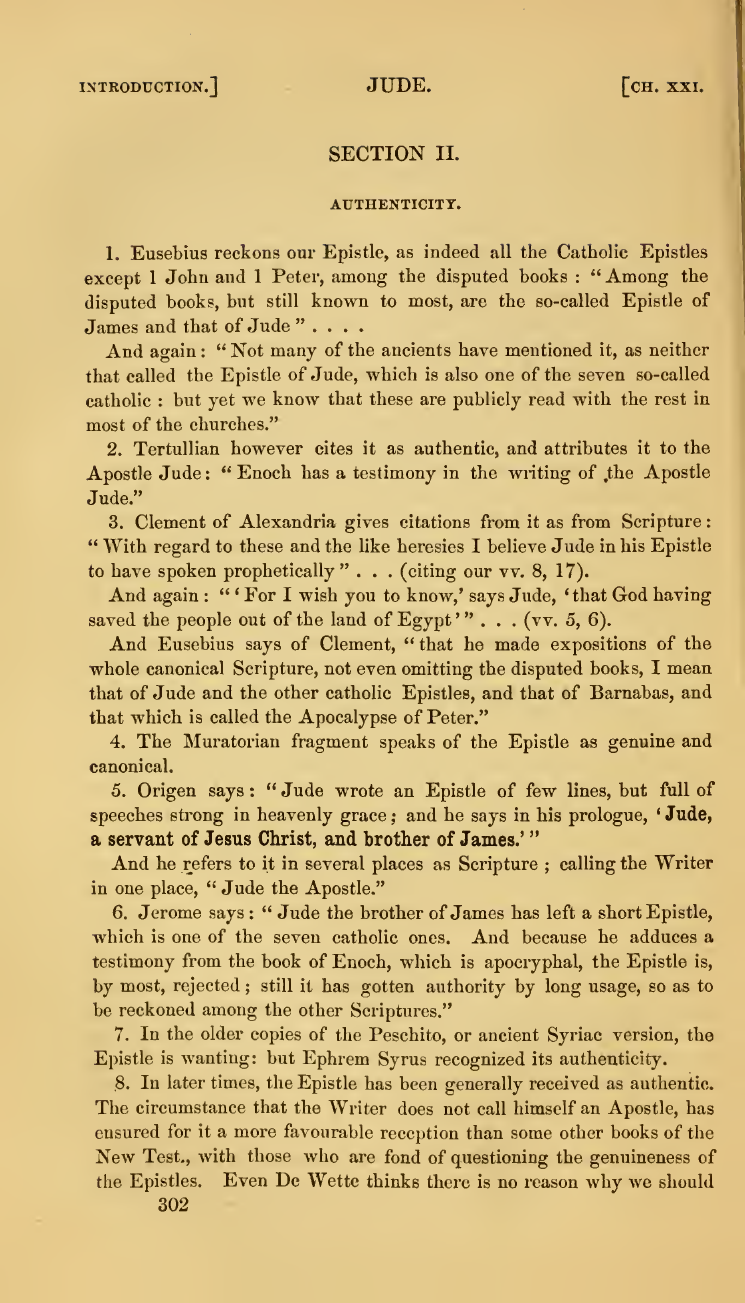 INTRODUCTION.] JUDE. [CH. XXI.
SECTION II.
AUTHENTICITY.
1. Eusebius reckons our Epistle, as indeed all the Catholic Epistles
except 1 John and 1 Peter, among the disputed books : “Among the
disputed books, but still known to most, are the so-called Epistle of
James and that of Jude” . . . .
And again: “Not many of the ancients have mentioned it, as neither
that called the Epistle of Jude, which is also one of the seven so-called
catholic : but yet we know that these are publicly read with the rest in
most of the churches.”
2. Tertullian however cites it as authentic, and attributes it to the
Apostle Jude: “Enoch has a testimony in the writing of the Apostle
Jude.”
3. Clement of Alexandria gives citations from it as from Scripture:
“With regard to these and the like heresies I believe Jude in his Epistle
to have spoken prophetically” . . . (citing our vv. 8, 17).
And again: “‘For I wish you to know,’ says Jude, ‘that God having
saved the people out of the land of Egypt’” . . . (vv. 5, 6).
And Eusebius says of Clement, “that he made expositions of the
whole canonical Scripture, not even omitting the disputed books, I mean
that of Jude and the other catholic Epistles, and that of Barnabas, and
that which is called the Apocalypse of Peter.”
4. The Muratorian fragment speaks of the Epistle as genuine and
canonical.
5. Origen says: “Jude wrote an Epistle of few lines, but full of
speeches strong in heavenly grace; and he says in his prologue, ‘Jude,
a servant of Jesus Christ, and brother of James.’”
And he refers to it in several places as Scripture ; calling the Writer
in one place, “Jude the Apostle.”
6. Jerome says: “Jude the brother of James has left a short Epistle,
which is one of the seven catholic ones. And because he adduces a
testimony from the book of Enoch, which is apocryphal, the Epistle is,
by most, rejected; still it has gotten authority by long usage, so as to
be reckoned among the other Scriptures.”
7. In the older copies of the Peschito, or ancient Syriac version, the
Epistle is wanting: but Ephrem Syrus recognized its authenticity.
8. In later times, the Epistle has been generally received as authentic.
The circumstance that the Writer does not call himself an Apostle, has
ensured for it a more favourable reception than some other books of the
New Test., with those who are fond of questioning the genuineness of
the Epistles. Even De Wette thinks there is no reason why we should
302